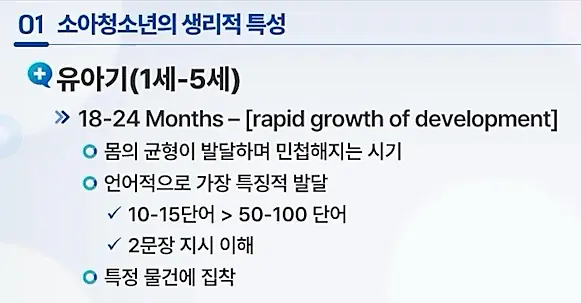 01 소아청소년의 생리적 특성
유아기(1세-5세)
» 18-24 Months – [rapid growth of development]
몸의 균형이 발달하며 민첩해지는 시기
언어적으로 가장 특징적 발달
✓ 10-15단어 > 50-100 단어
✓ 2문장 지시 이해
특정 물건에 집착